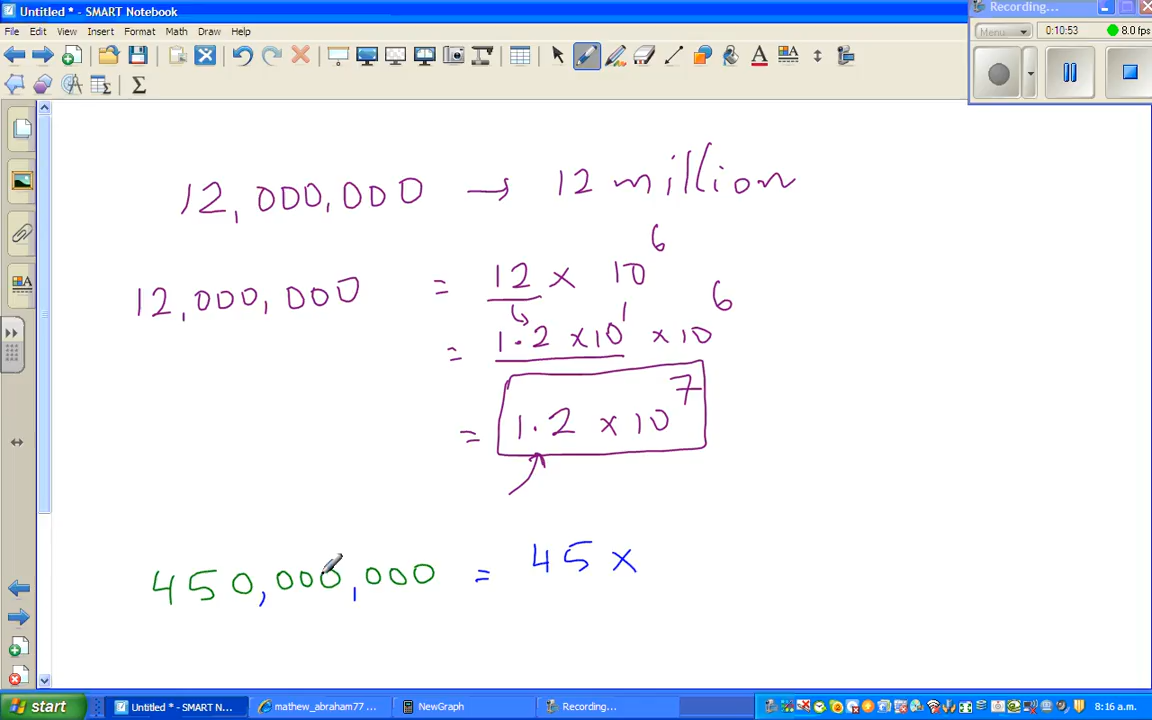 Untitled * - SMART Notebook
Recording...
File Edit View Insert Format Math Draw Help
Menu 0:10:53 8.0 fps
12,000,000 → 12 million
12,000,000 = 12 x 10^6
= 1.2 x 10^1 x 10^6
= 1.2 x 10^7
450,000,000 = 45 x
start Untitled * - SMART N... mathew_abraham77 ... NewGraph Recording... 8:16 a.m.